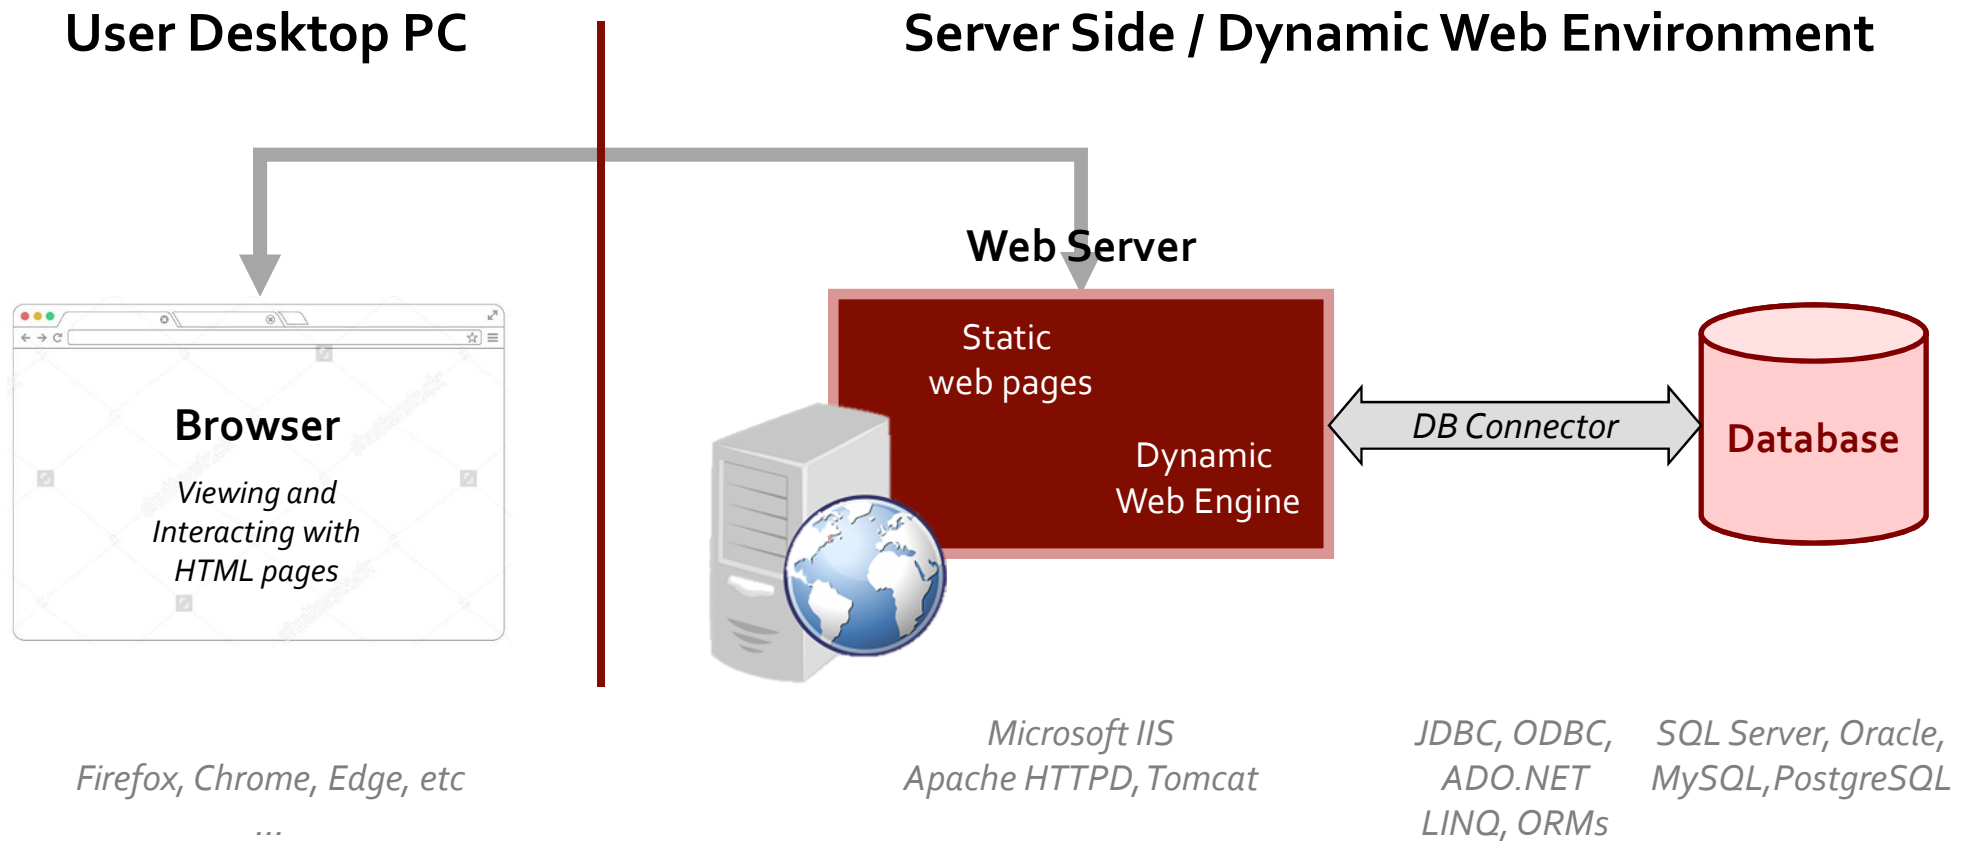 User Desktop PC
Server Side / Dynamic Web Environment
Web Server
Static
web pages
Dynamic
Web Engine
DB Connector
Database
Browser
Viewing and
Interacting with
HTML pages
Firefox, Chrome, Edge, etc
...
Microsoft IIS
Apache HTTPD, Tomcat
JDBC, ODBC,
ADO.NET
LINQ, ORMs
SQL Server, Oracle,
MySQL,PostgreSQL